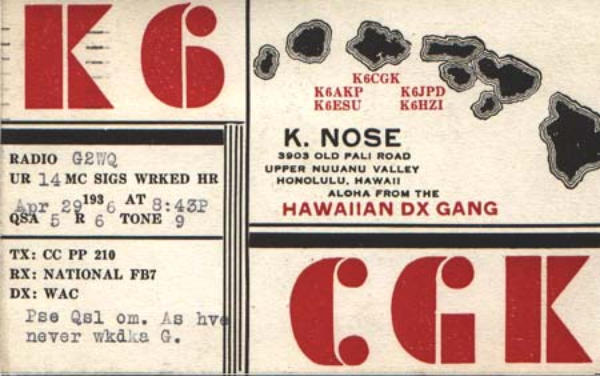 K6
RADIO G2WQ
UR 14 MC SIGS WRKED HR
Apr 29 1936 AT 8:43P
QSA 5 R 6 TONE 9
TX: CC PP 210
RX: NATIONAL FB7
DX: WAC
Pse Qsl om. As hve
never wkdka G.
K6CGK
K6AKP K6JPD
K6ESU K6HZI
K. NOSE
3903 OLD PALI ROAD
UPPER NUUANU VALLEY
HONOLULU, HAWAII
ALOHA FROM THE
HAWAIIAN DX GANG
CGK